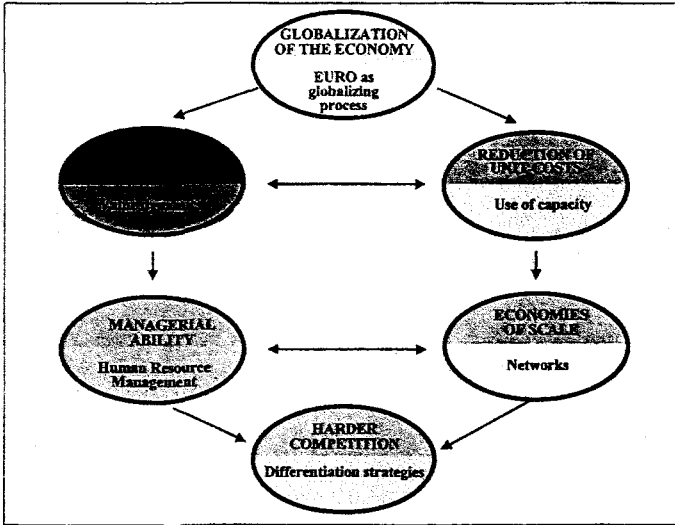 GLOBALIZATION
OF THE ECONOMY
EURO as
globalizing
process
REDUCTION OF
UNIT COSTS
Use of capacity
MANAGERIAL
ABILITY
Human Resource
Management
ECONOMIES
OF SCALE
Networks
HARDER
COMPETITION
Differentiation strategies